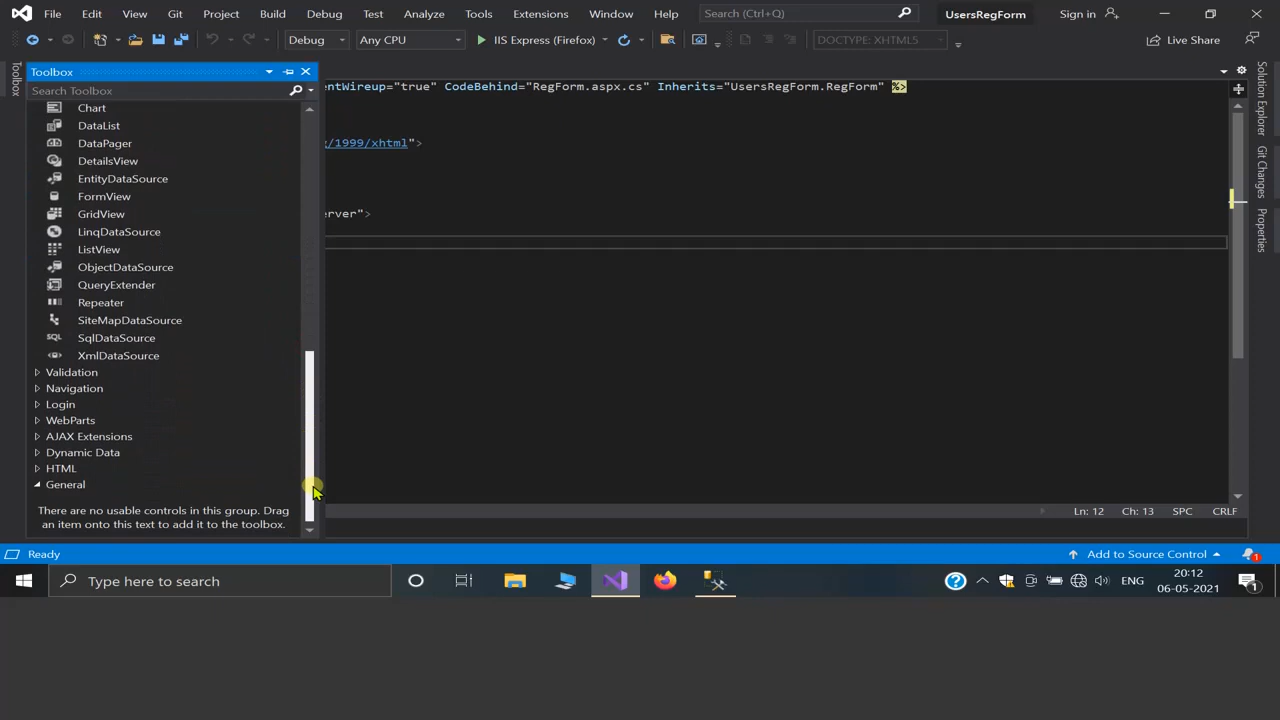 File Edit View Git Project Build Debug Test Analyze Tools Extensions Window Help Search (Ctrl+Q) UsersRegForm Sign in
Debug Any CPU IIS Express (Firefox) DOCTYPE: XHTML5 Live Share
Toolbox
Toolbox
Search Toolbox
Chart
DataList
DataPager
DetailsView
EntityDataSource
FormView
GridView
LinqDataSource
ListView
ObjectDataSource
QueryExtender
Repeater
SiteMapDataSource
SQL SqlDataSource
XmlDataSource
Validation
Navigation
Login
WebParts
AJAX Extensions
Dynamic Data
HTML
General
There are no usable controls in this group. Drag
an item onto this text to add it to the toolbox.
entWireup="true" CodeBehind="RegForm.aspx.cs" Inherits="UsersRegForm.RegForm" %>
g/1999/xhtml">
erver">
Solution Explorer
Git Changes
Properties
Ln: 12 Ch: 13 SPC CRLF
Ready Add to Source Control 1
Type here to search
ENG
20:12
06-05-2021
1